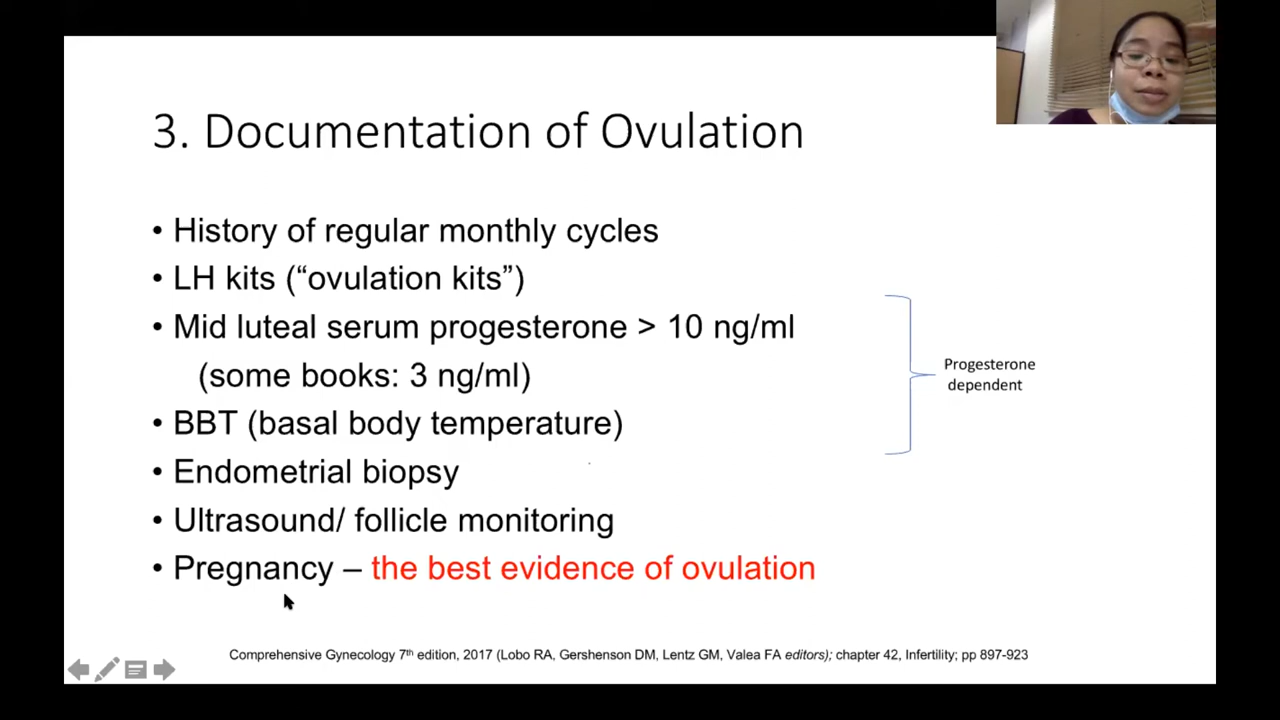 3. Documentation of Ovulation
• History of regular monthly cycles
• LH kits (“ovulation kits”)
• Mid luteal serum progesterone > 10 ng/ml
(some books: 3 ng/ml)
• BBT (basal body temperature)
• Endometrial biopsy
• Ultrasound/ follicle monitoring
• Pregnancy – the best evidence of ovulation
Progesterone
dependent
Comprehensive Gynecology 7th edition, 2017 (Lobo RA, Gershenson DM, Lentz GM, Valea FA editors); chapter 42, Infertility; pp 897-923